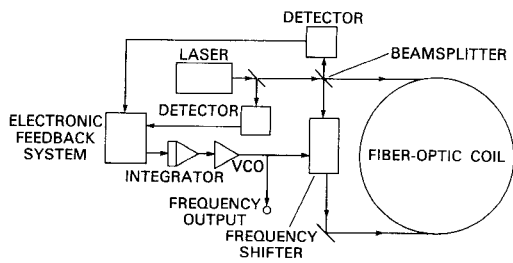 DETECTOR
BEAMSPLITTER
LASER
DETECTOR
ELECTRONIC
FEEDBACK
SYSTEM
FIBER-OPTIC COIL
INTEGRATOR
VCO
FREQUENCY
OUTPUT
FREQUENCY
SHIFTER